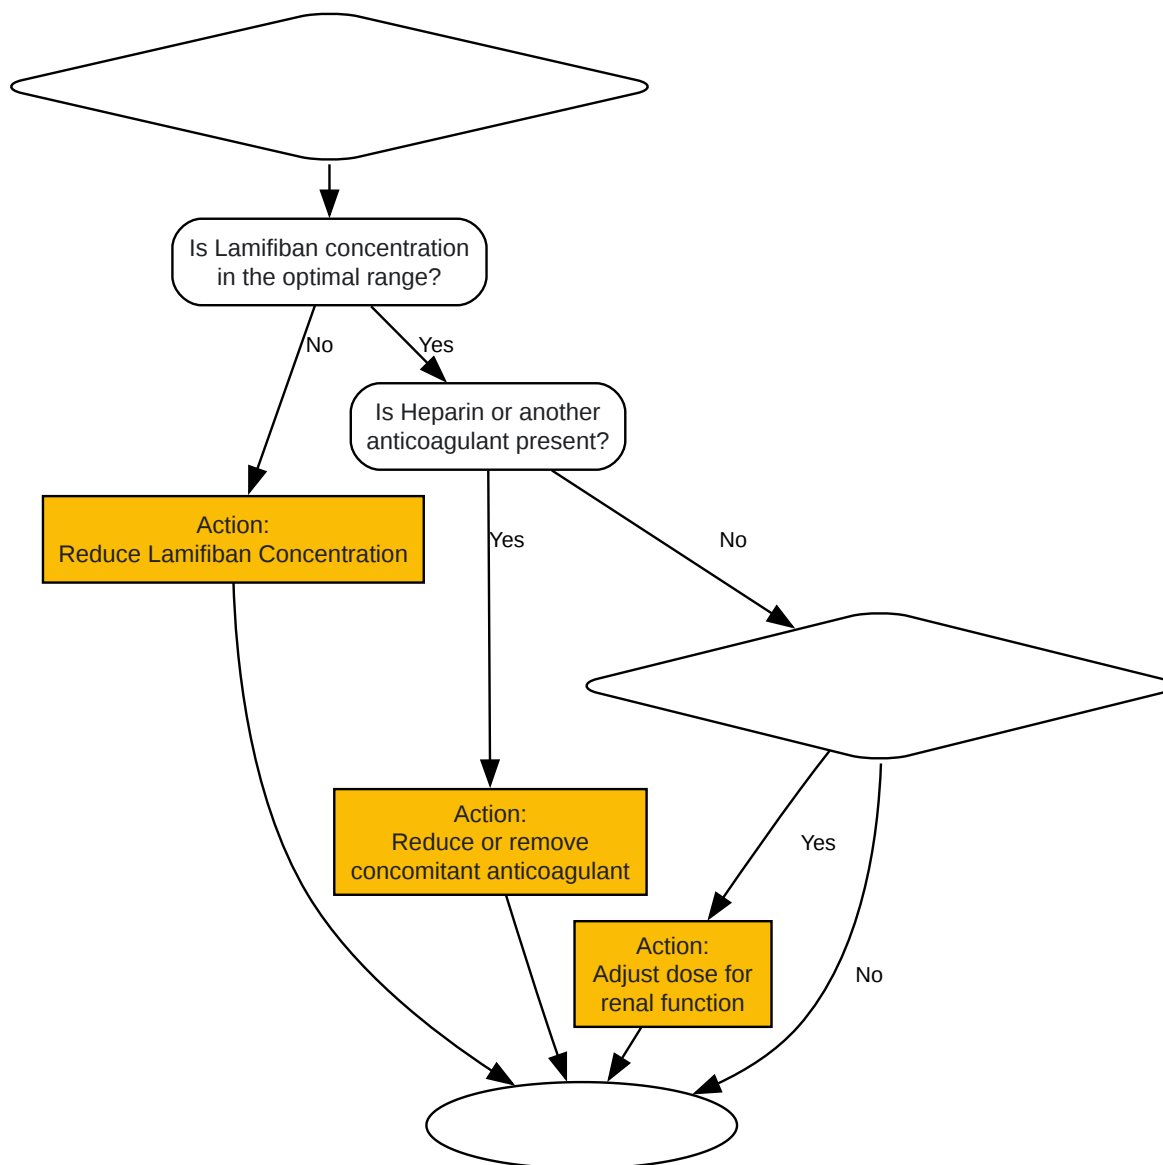 Is Lamifiban concentration
in the optimal range?
No
Yes
Is Heparin or another
anticoagulant present?
Action:
Reduce Lamifiban Concentration
Yes
No
Action:
Reduce or remove
concomitant anticoagulant
Yes
Action:
Adjust dose for
renal function
No